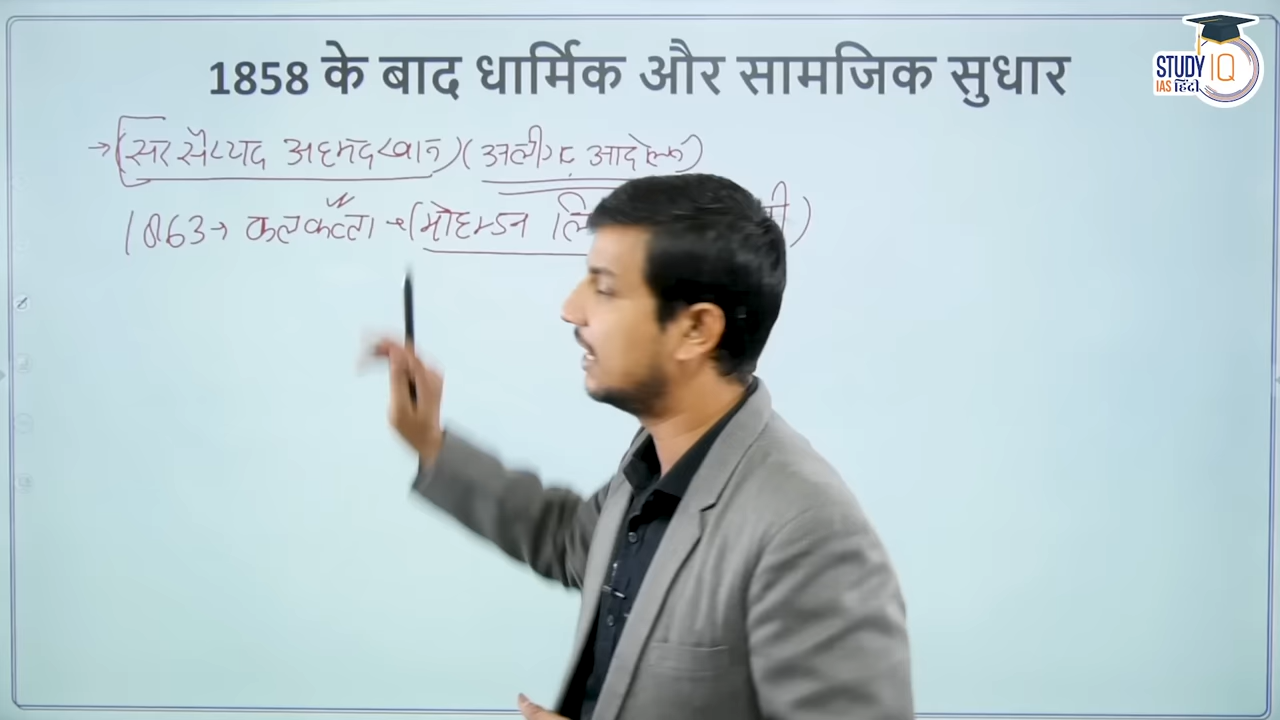 1858 के बाद धार्मिक और सामजिक सुधार
STUDY IQ
IAS हिंदी
→ (सर सैय्यद अहमद खान) (अलीगढ़ आंदोलन)
1863 → कलकत्ता → (मोहम्डन